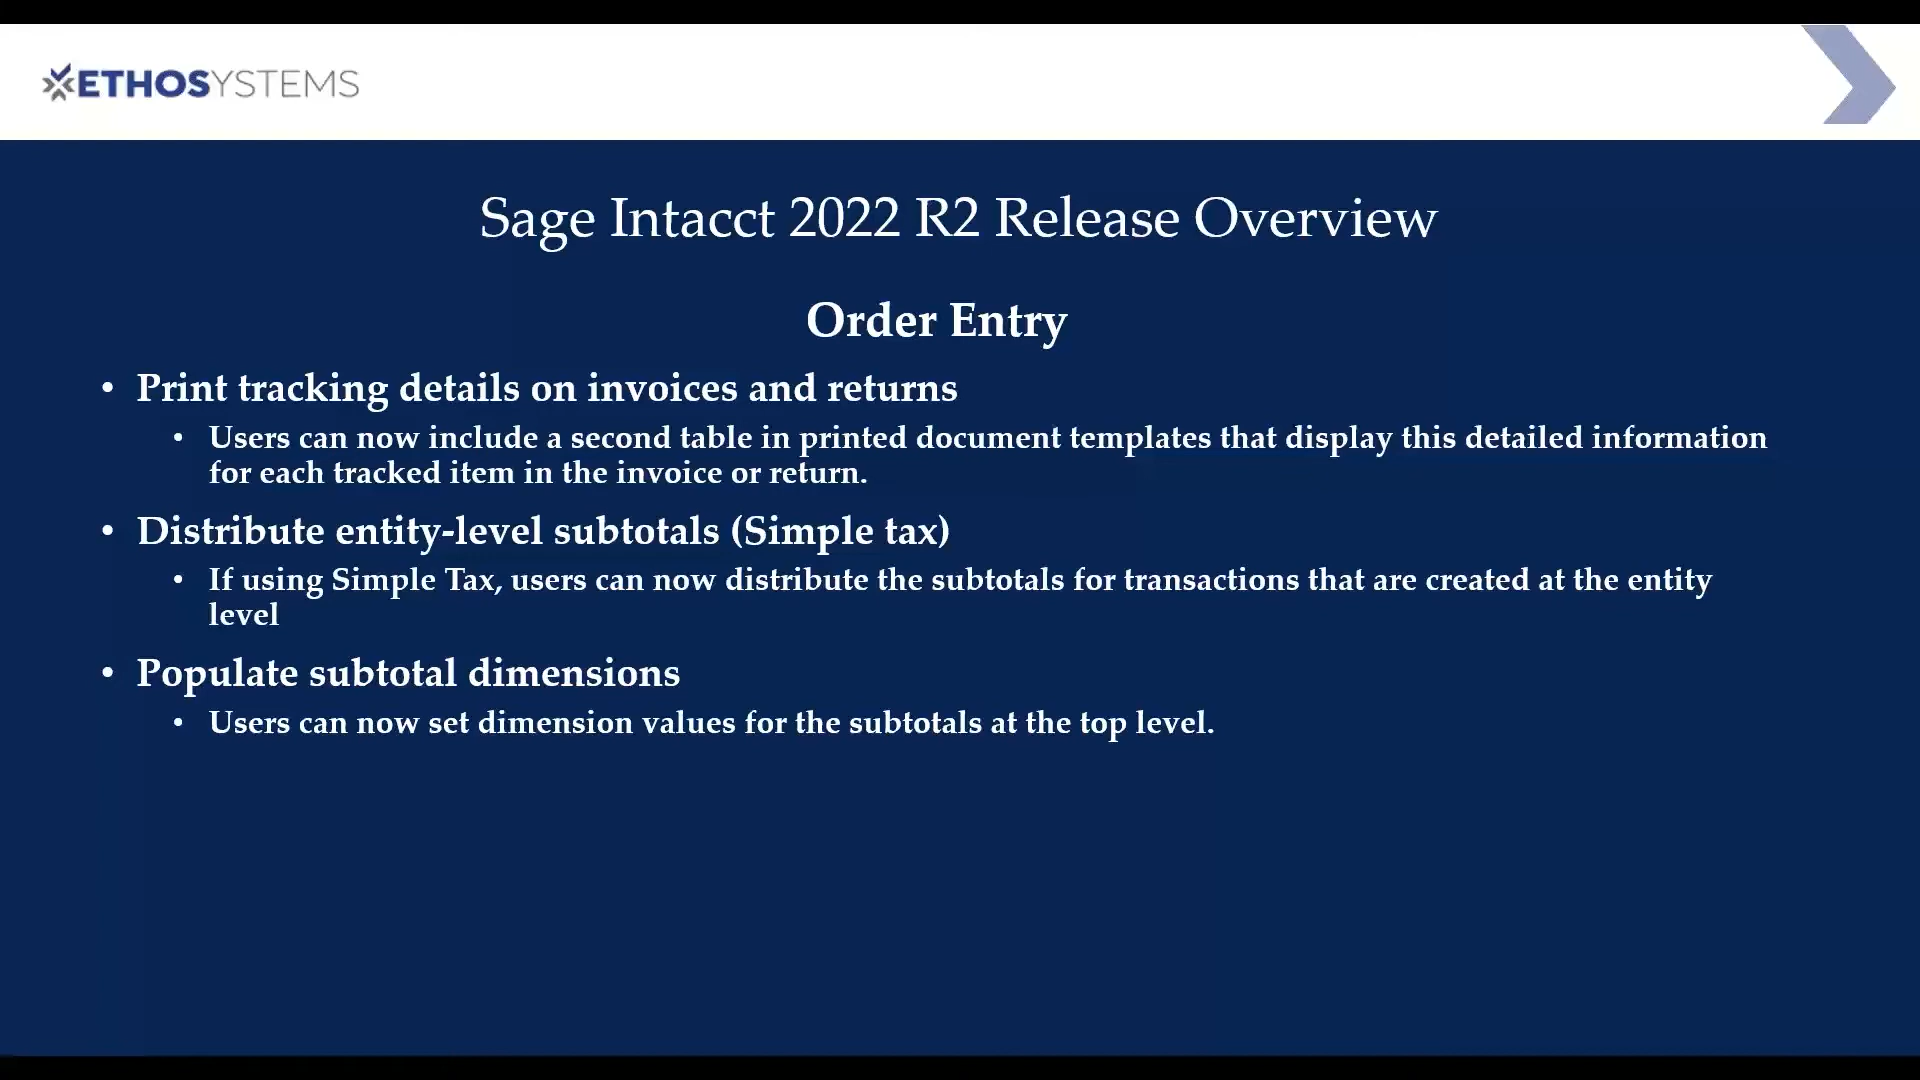 ETHOSYSTEMS
Sage Intacct 2022 R2 Release Overview
Order Entry
• Print tracking details on invoices and returns
• Users can now include a second table in printed document templates that display this detailed information
for each tracked item in the invoice or return.
• Distribute entity-level subtotals (Simple tax)
• If using Simple Tax, users can now distribute the subtotals for transactions that are created at the entity
level
• Populate subtotal dimensions
• Users can now set dimension values for the subtotals at the top level.